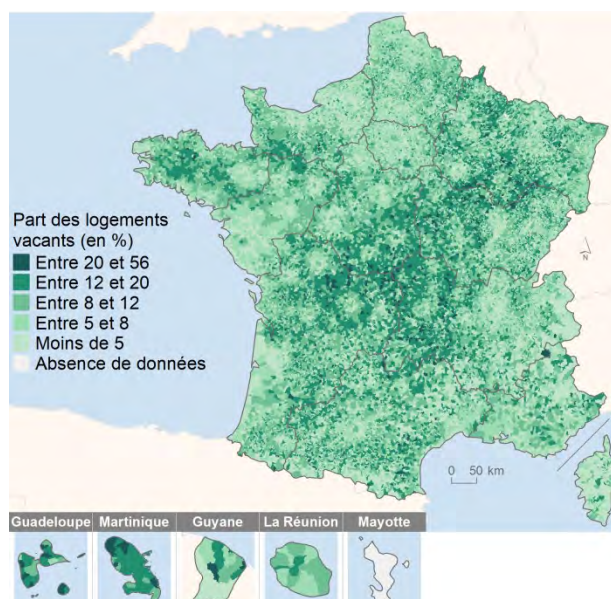 Part des logements
vacants (en %)
Entre 20 et 56
Entre 12 et 20
Entre 8 et 12
Entre 5 et 8
Moins de 5
Absence de données
N
0 50 km
Guadeloupe Martinique Guyane La Réunion Mayotte